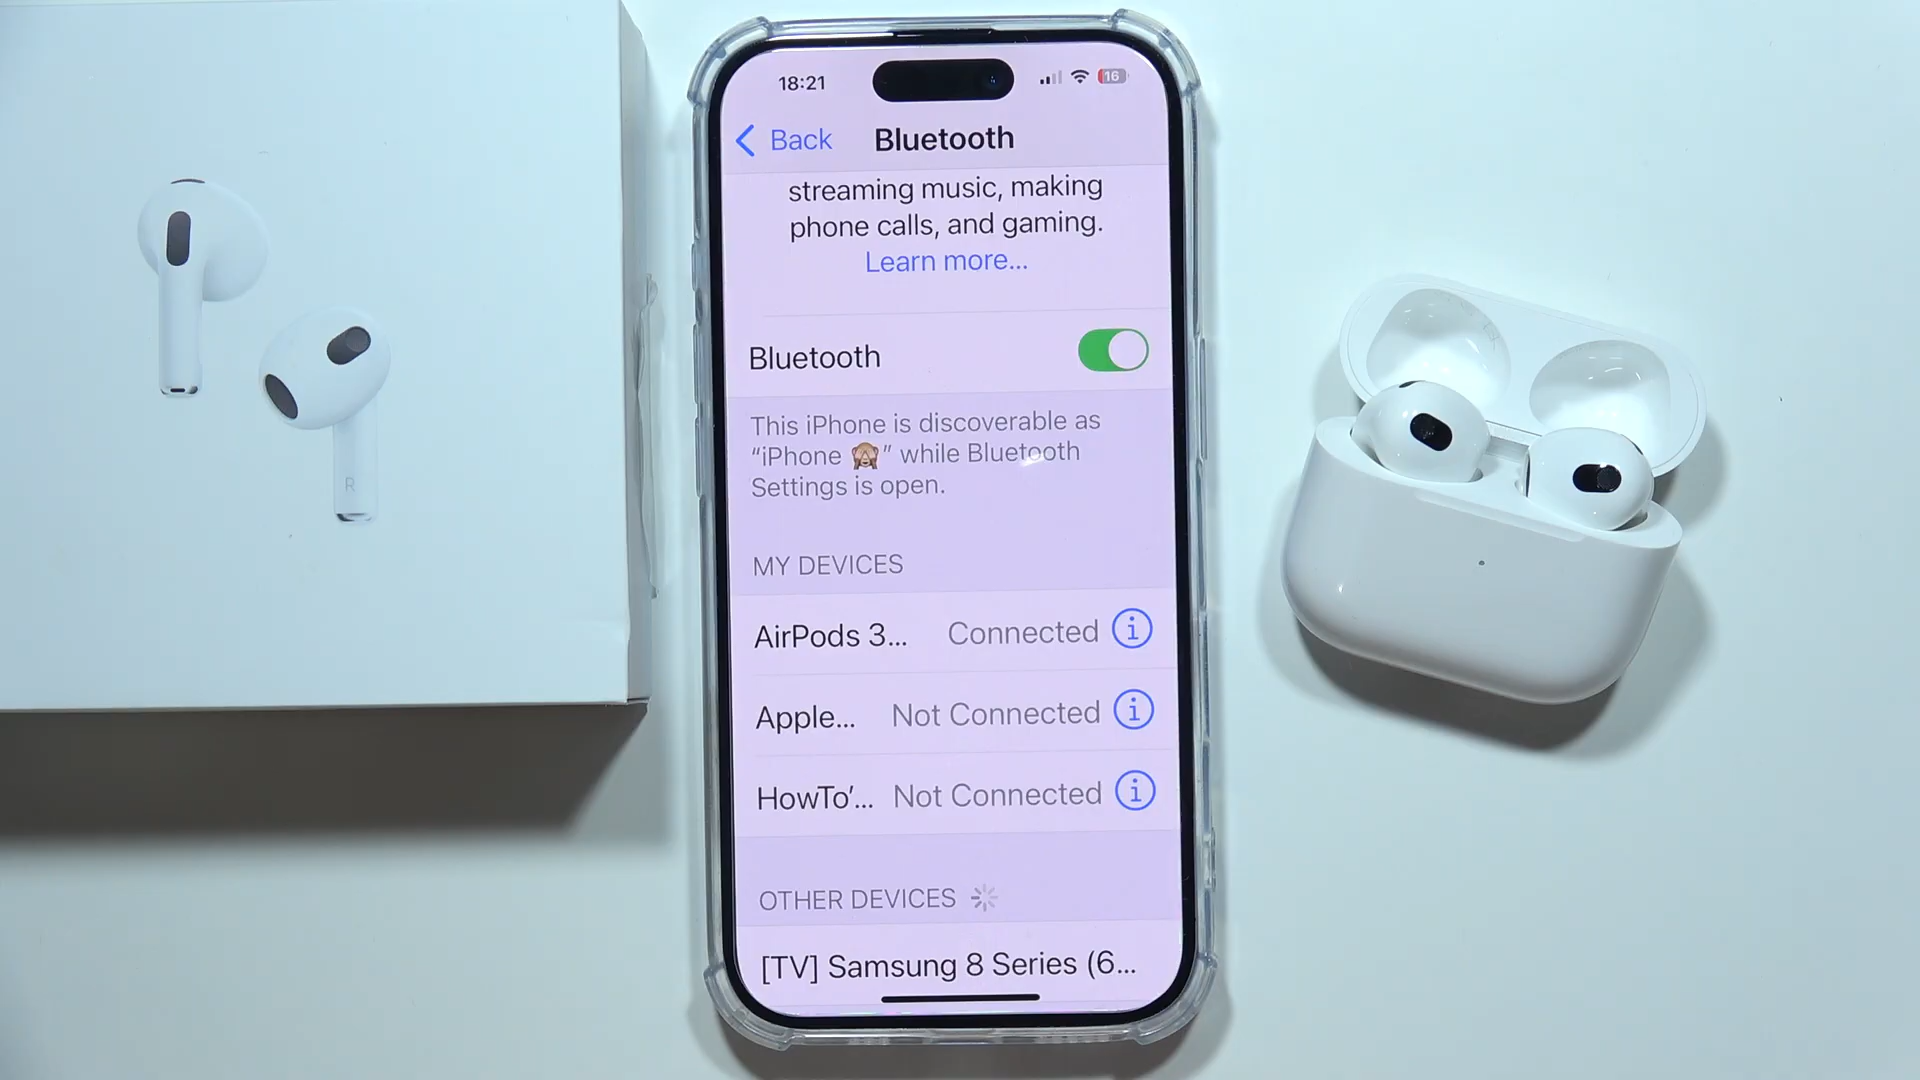 18:21
16
Back
Bluetooth
streaming music, making
phone calls, and gaming.
Learn more...
Bluetooth
This iPhone is discoverable as
“iPhone 🙈” while Bluetooth
Settings is open.
MY DEVICES
AirPods 3... Connected
Apple... Not Connected
HowTo’... Not Connected
OTHER DEVICES
[TV] Samsung 8 Series (6...
R